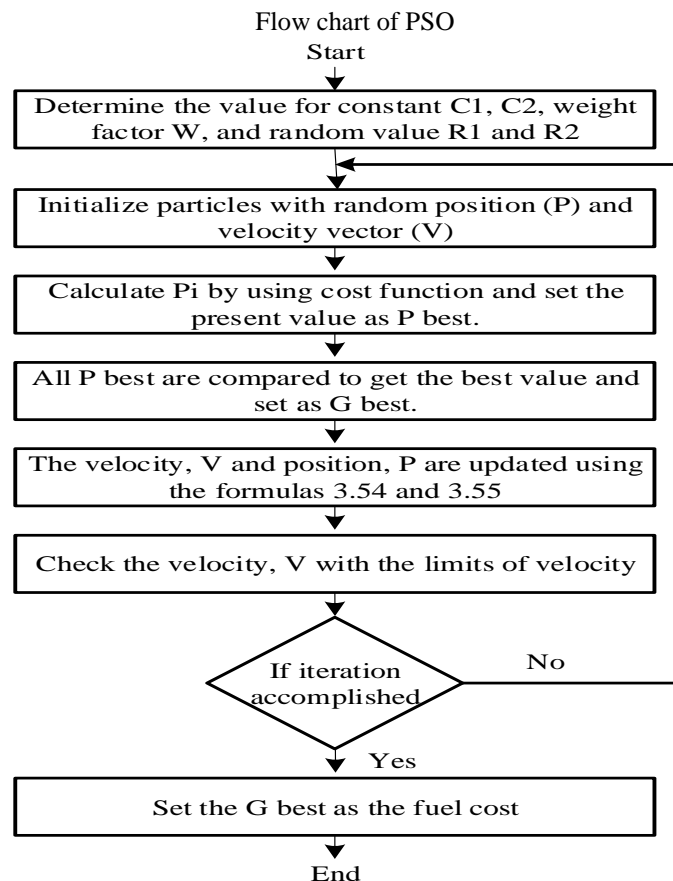 Flow chart of PSO
Start
Determine the value for constant C1, C2, weight
factor W, and random value R1 and R2
Initialize particles with random position (P) and
velocity vector (V)
Calculate Pi by using cost function and set the
present value as P best.
All P best are compared to get the best value and
set as G best.
The velocity, V and position, P are updated using
the formulas 3.54 and 3.55
Check the velocity, V with the limits of velocity
If iteration
accomplished
No
Yes
Set the G best as the fuel cost
End